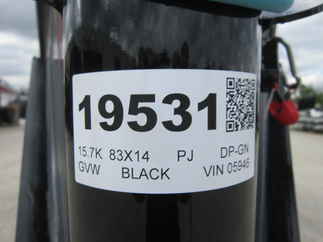 19531
15.7K 83X14 PJ DP-GN
GVW BLACK VIN 05946